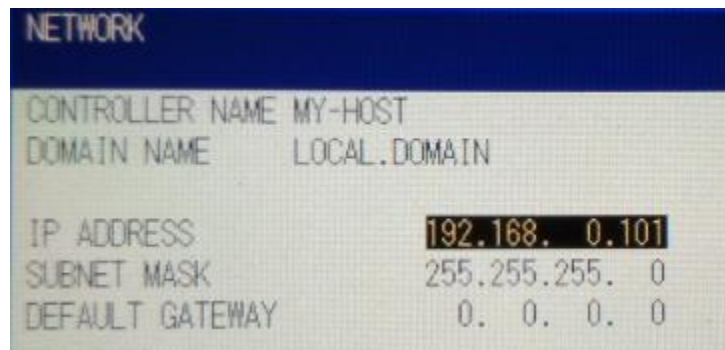 NETWORK
CONTROLLER NAME MY-HOST
DOMAIN NAME LOCAL.DOMAIN
IP ADDRESS 192.168. 0.101
SUBNET MASK 255.255.255. 0
DEFAULT GATEWAY 0. 0. 0. 0